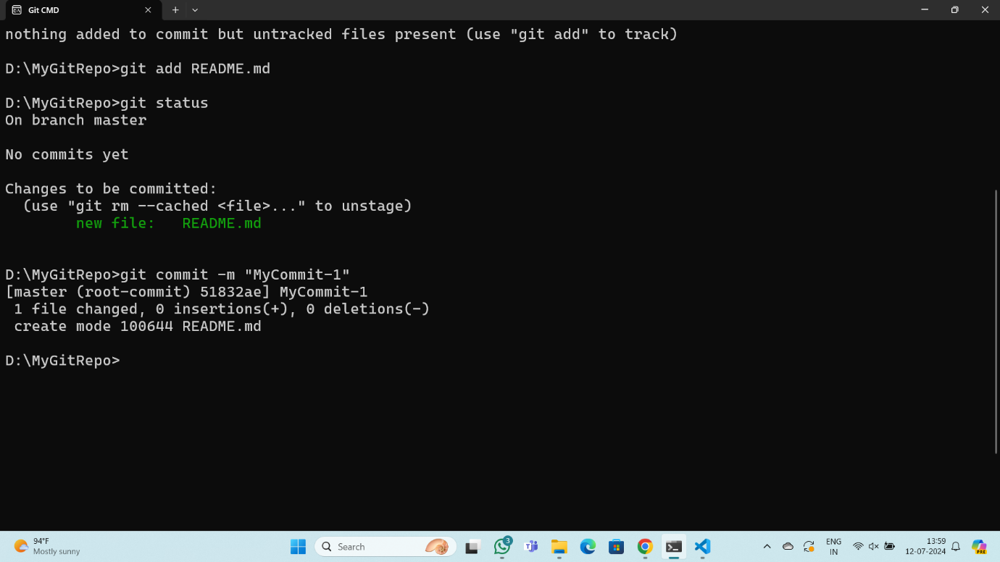 Git CMD
nothing added to commit but untracked files present (use "git add" to track)
D:\MyGitRepo>git add README.md
D:\MyGitRepo>git status
On branch master
No commits yet
Changes to be committed:
  (use "git rm --cached <file>..." to unstage)
        new file:   README.md
D:\MyGitRepo>git commit -m "MyCommit-1"
[master (root-commit) 51832ae] MyCommit-1
 1 file changed, 0 insertions(+), 0 deletions(-)
 create mode 100644 README.md
D:\MyGitRepo>
94°F
Mostly sunny
Search
3
ENG
IN
13:59
12-07-2024
PRE